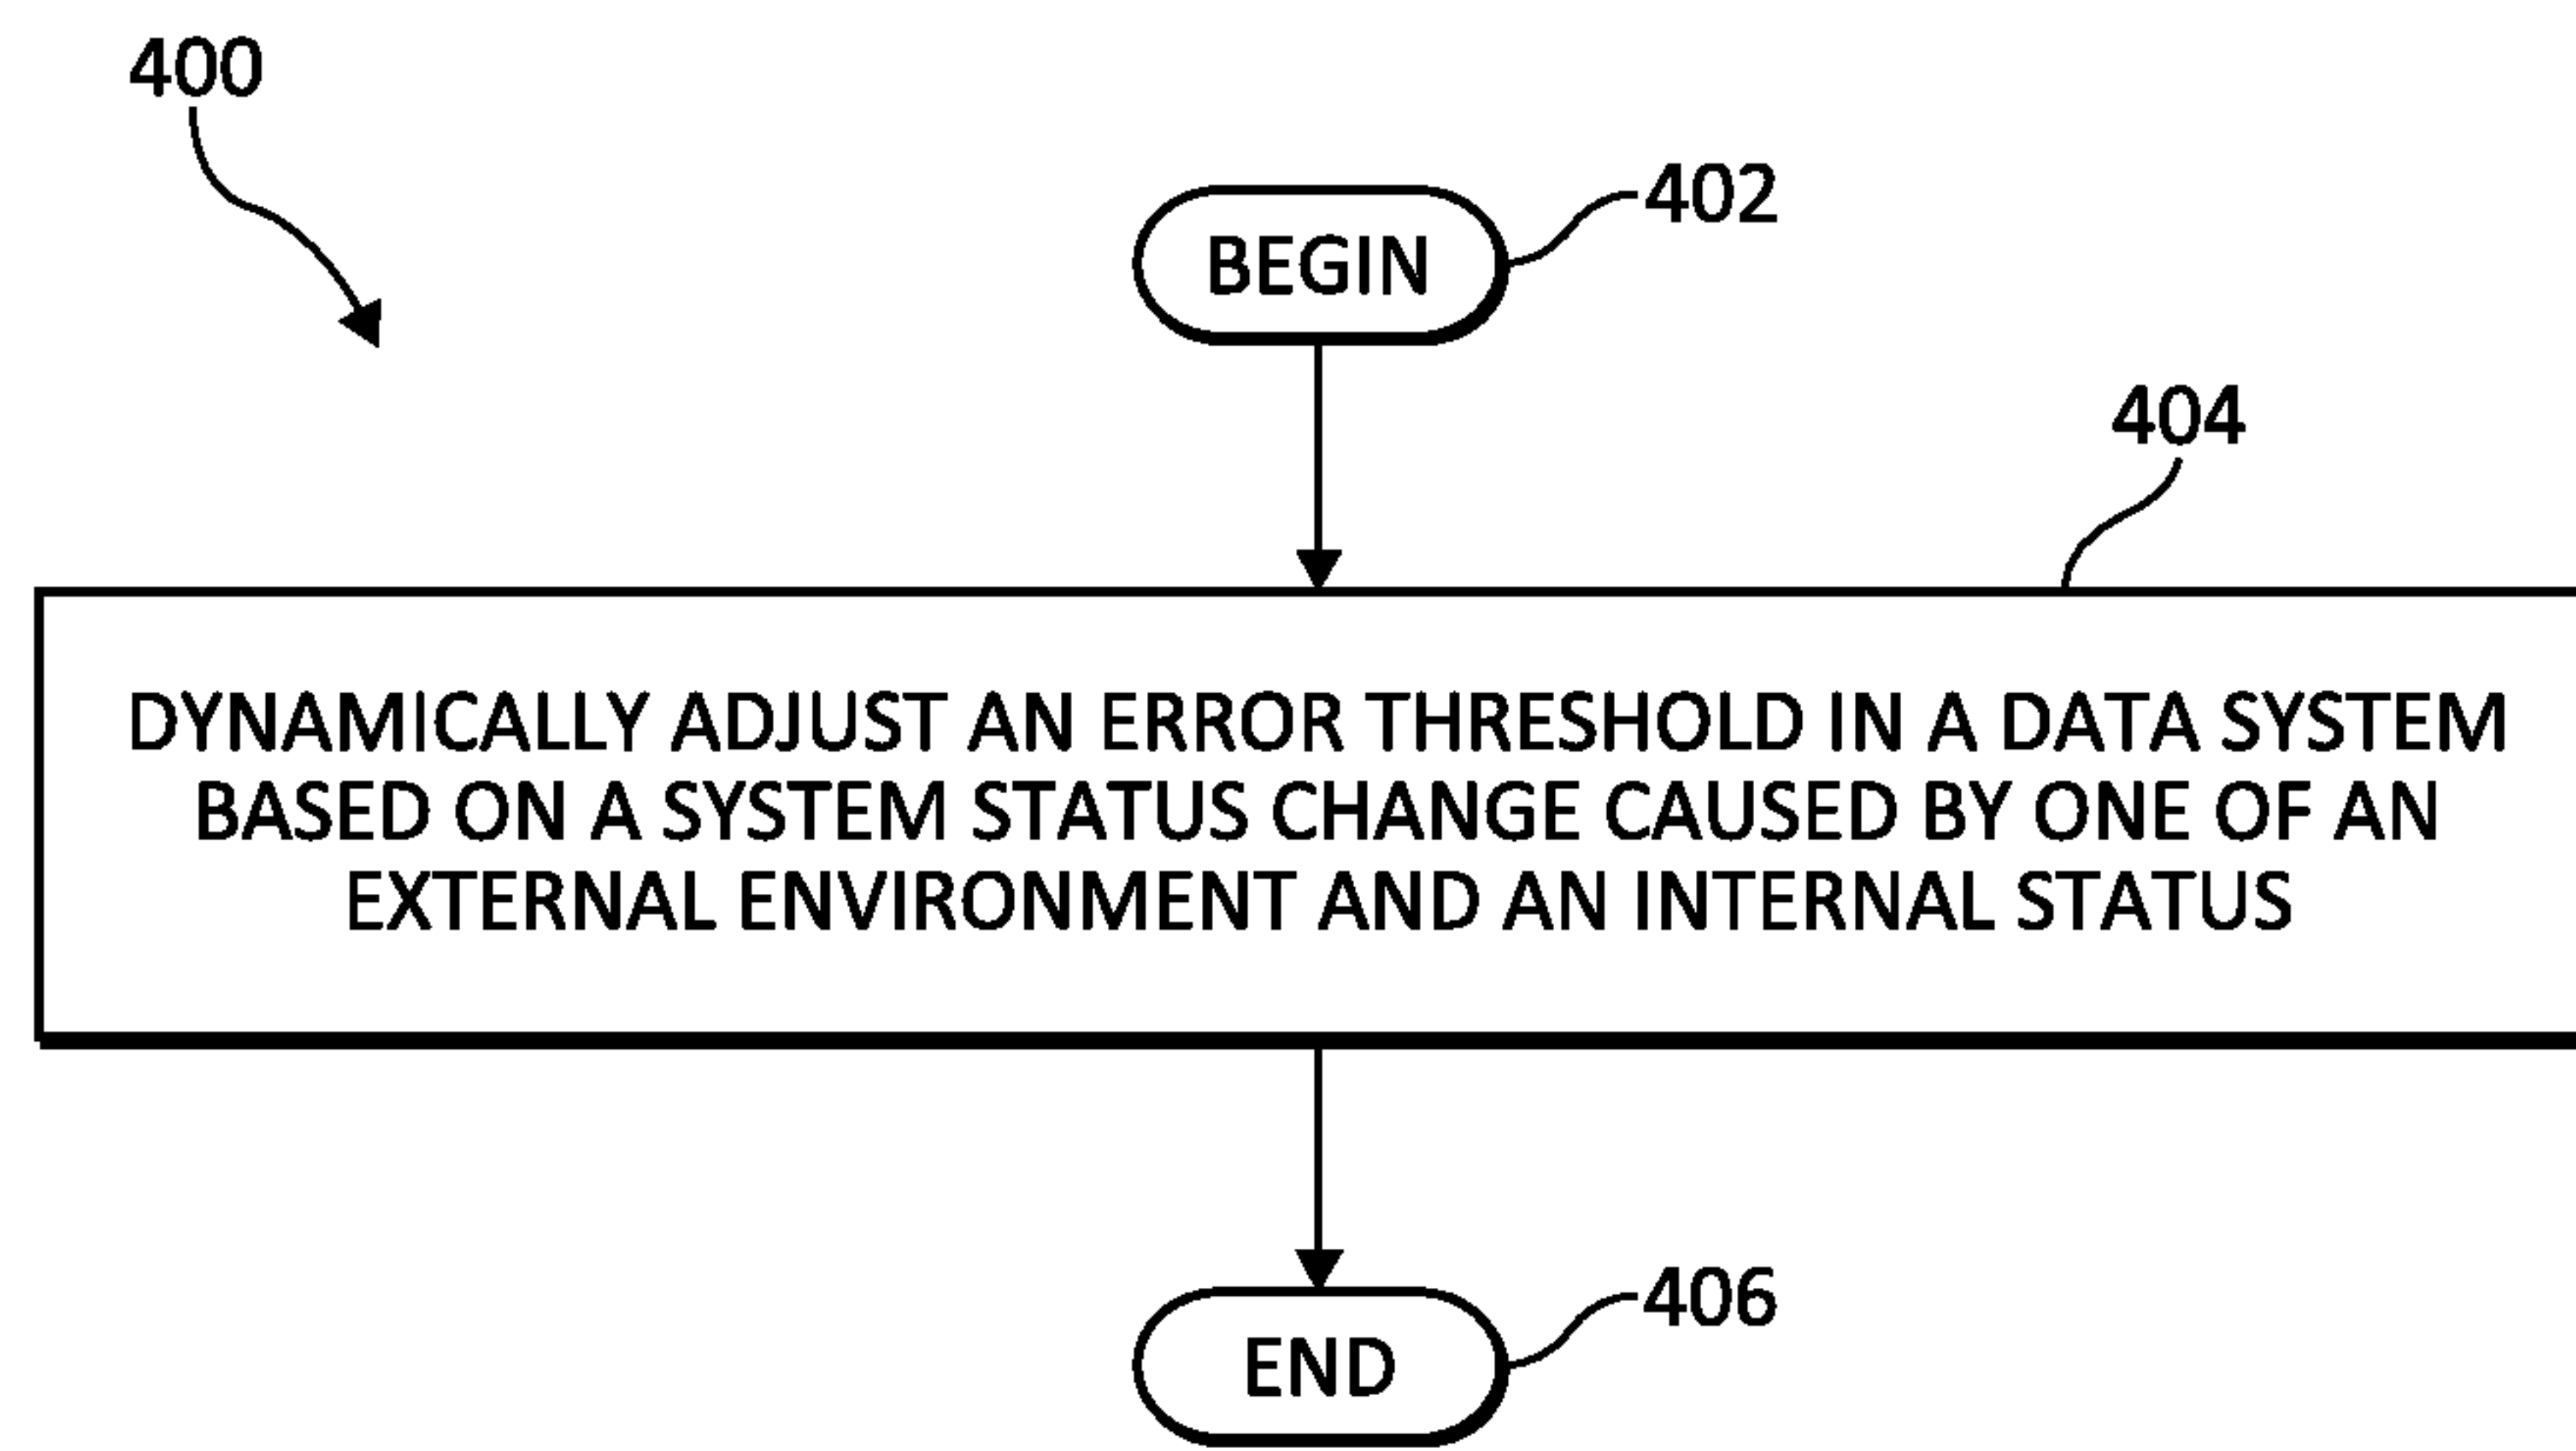 400
BEGIN
402
404
DYNAMICALLY ADJUST AN ERROR THRESHOLD IN A DATA SYSTEM
BASED ON A SYSTEM STATUS CHANGE CAUSED BY ONE OF AN
EXTERNAL ENVIRONMENT AND AN INTERNAL STATUS
406
END